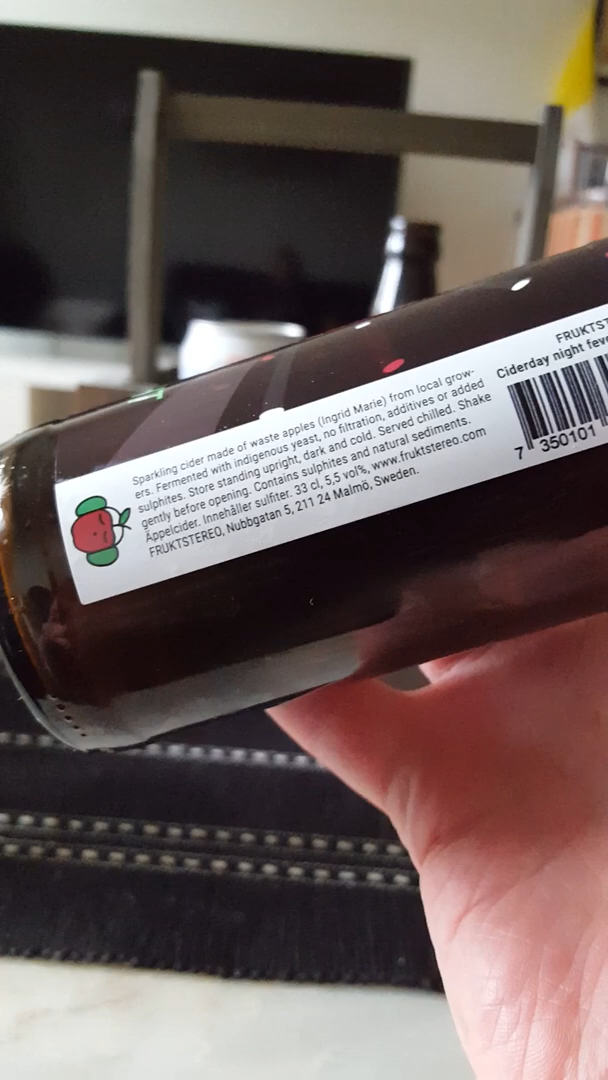 Sparkling cider made of waste apples (Ingrid Marie) from local grow-
ers. Fermented with indigenous yeast, no filtration, additives or added
sulphites. Store standing upright, dark and cold. Served chilled. Shake
gently before opening. Contains sulphites and natural sediments.
Äppelcider. Innehåller sulfiter. 33 cl, 5,5 vol%, www.fruktstereo.com
FRUKTSTEREO, Nubbgatan 5, 211 24 Malmö, Sweden.
FRUKTST
Ciderday night feve
7 350101